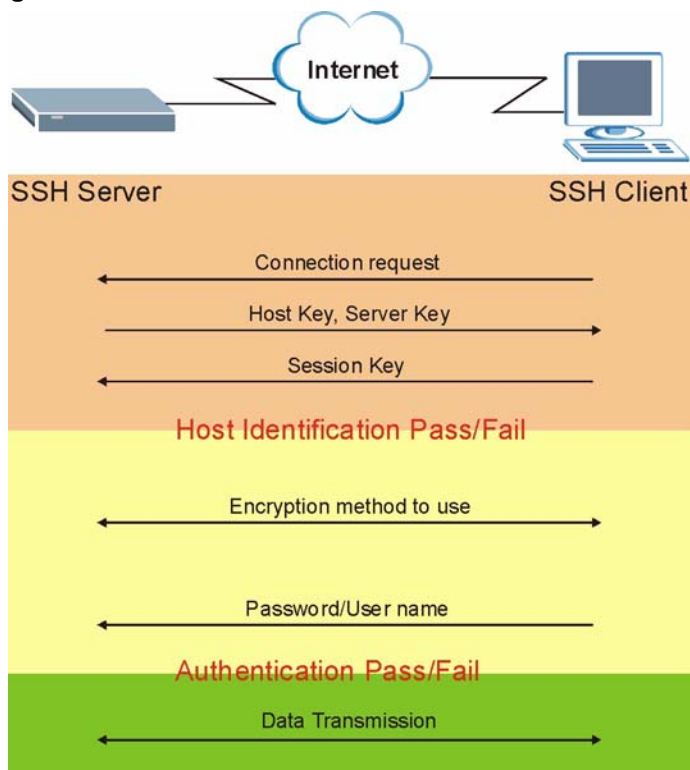 Internet
SSH Server
SSH Client
Connection request
Host Key, Server Key
Session Key
Host Identification Pass/Fail
Encryption method to use
Password/User name
Authentication Pass/Fail
Data Transmission